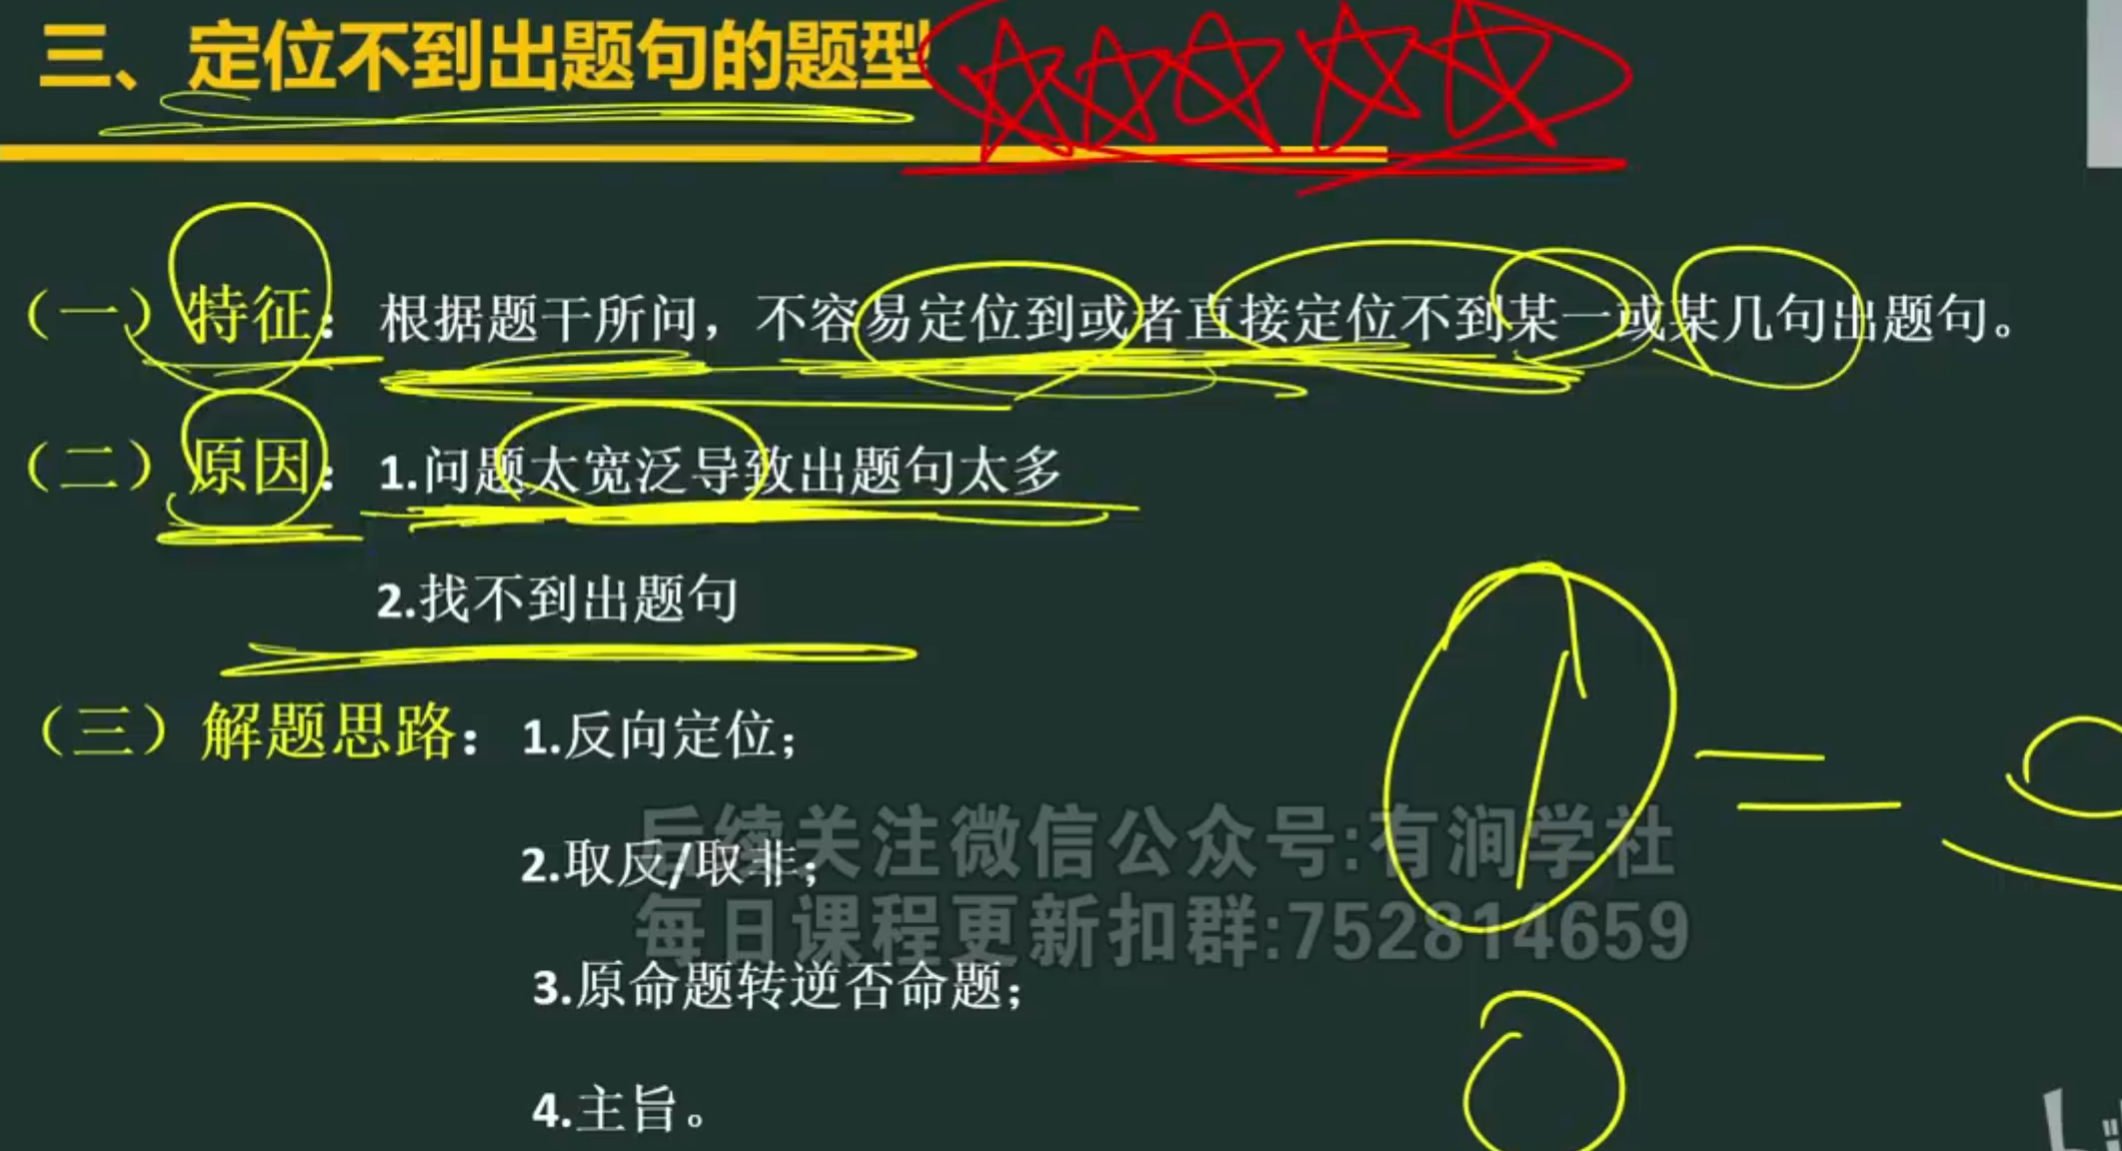 三、定位不到出题句的题型
（一）特征：根据题干所问，不容易定位到或者直接定位不到某一或某几句出题句。
（二）原因：1.问题太宽泛导致出题句太多
2.找不到出题句
（三）解题思路：1.反向定位；
后续关注微信公众号:有涧学社
2.取反/取非；
每日课程更新扣群:752814659
3.原命题转逆否命题；
4.主旨。